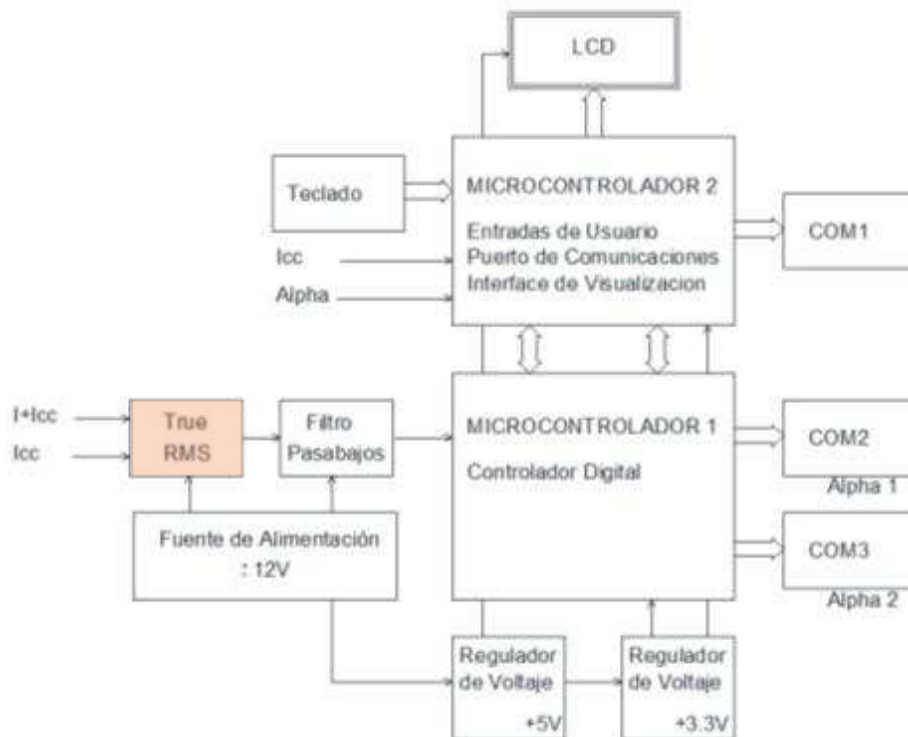 LCD
Teclado
MICROCONTROLADOR 2
Entradas de Usuario
Puerto de Comunicaciones
Interface de Visualizacion
COM1
Icc
Alpha
I+Icc
Icc
True
RMS
Filtro
Pasabajos
MICROCONTROLADOR 1
Controlador Digital
COM2
Alpha 1
COM3
Alpha 2
Fuente de Alimentación
: 12V
Regulador
de Voltaje
+5V
Regulador
de Voltaje
+3.3V